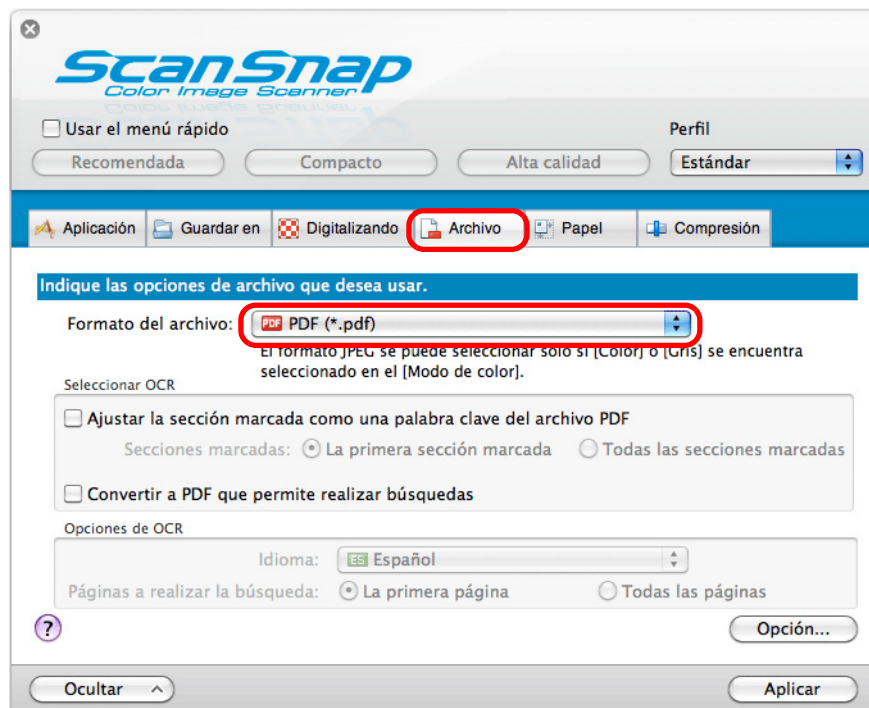 ScanSnap
Color Image Scanner
Usar el menú rápido
Perfil
Recomendada Compacto Alta calidad Estándar
Aplicación Guardar en Digitalizando Archivo Papel Compresión
Indique las opciones de archivo que desea usar.
Formato del archivo: PDF PDF (*.pdf)
El formato JPEG se puede seleccionar solo si [Color] o [Gris] se encuentra
seleccionado en el [Modo de color].
Seleccionar OCR
Ajustar la sección marcada como una palabra clave del archivo PDF
Secciones marcadas: La primera sección marcada Todas las secciones marcadas
Convertir a PDF que permite realizar búsquedas
Opciones de OCR
Idioma: ES Español
Páginas a realizar la búsqueda: La primera página Todas las páginas
?
Opción...
Ocultar Aplicar